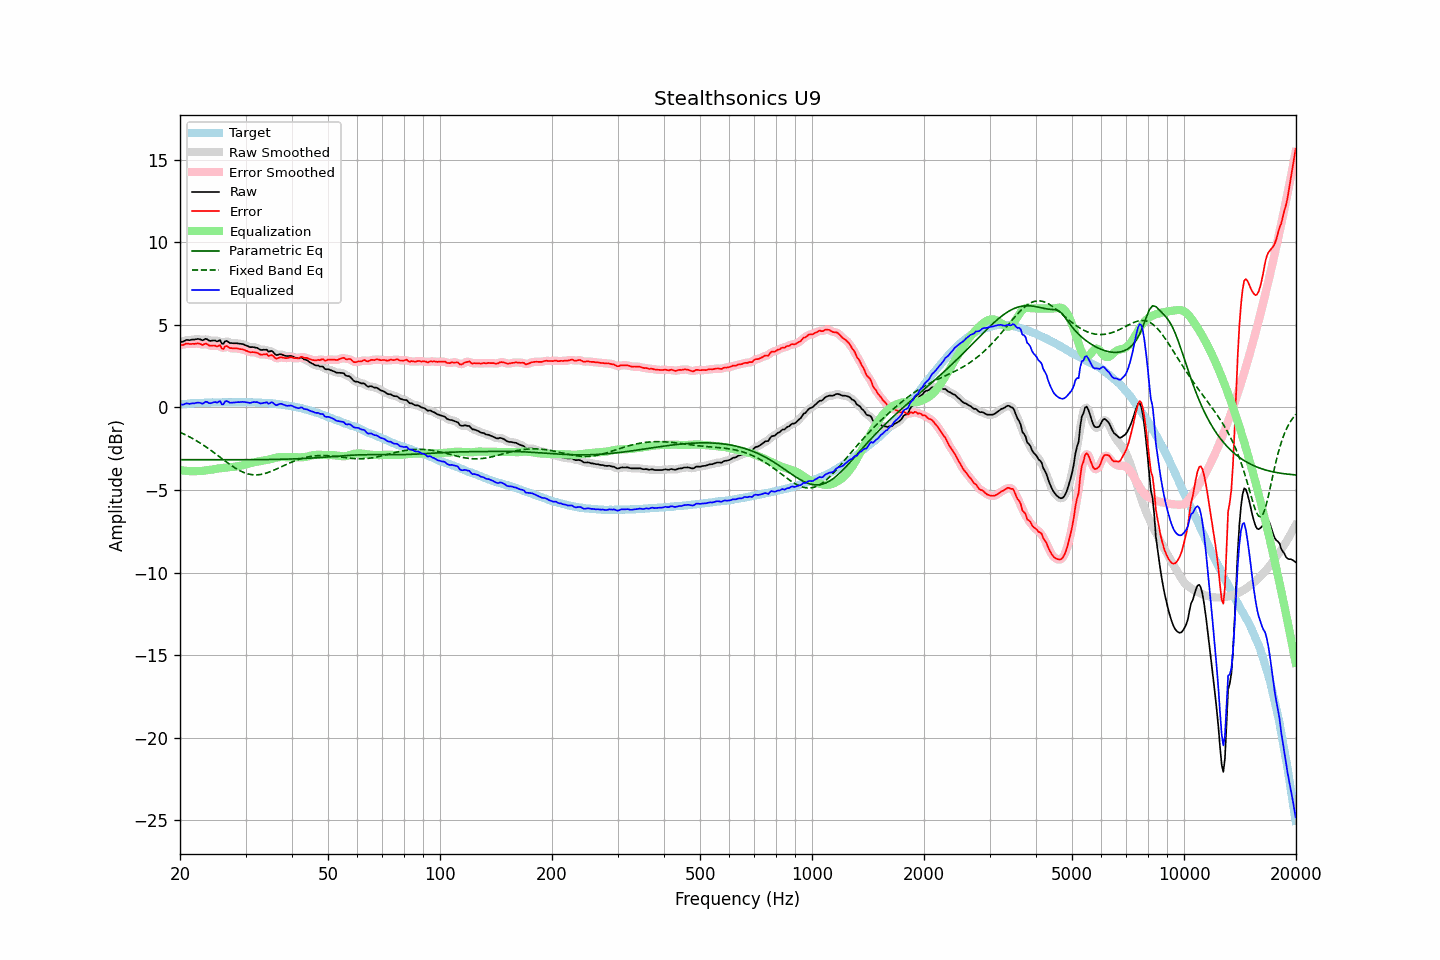 Stealthsonics U9
Target
Raw Smoothed
Error Smoothed
Raw
Error
Equalization
Parametric Eq
Fixed Band Eq
Equalized
15
10
5
0
−5
−10
−15
−20
−25
Amplitude (dBr)
20 50 100 200 500 1000 2000 5000 10000 20000
Frequency (Hz)